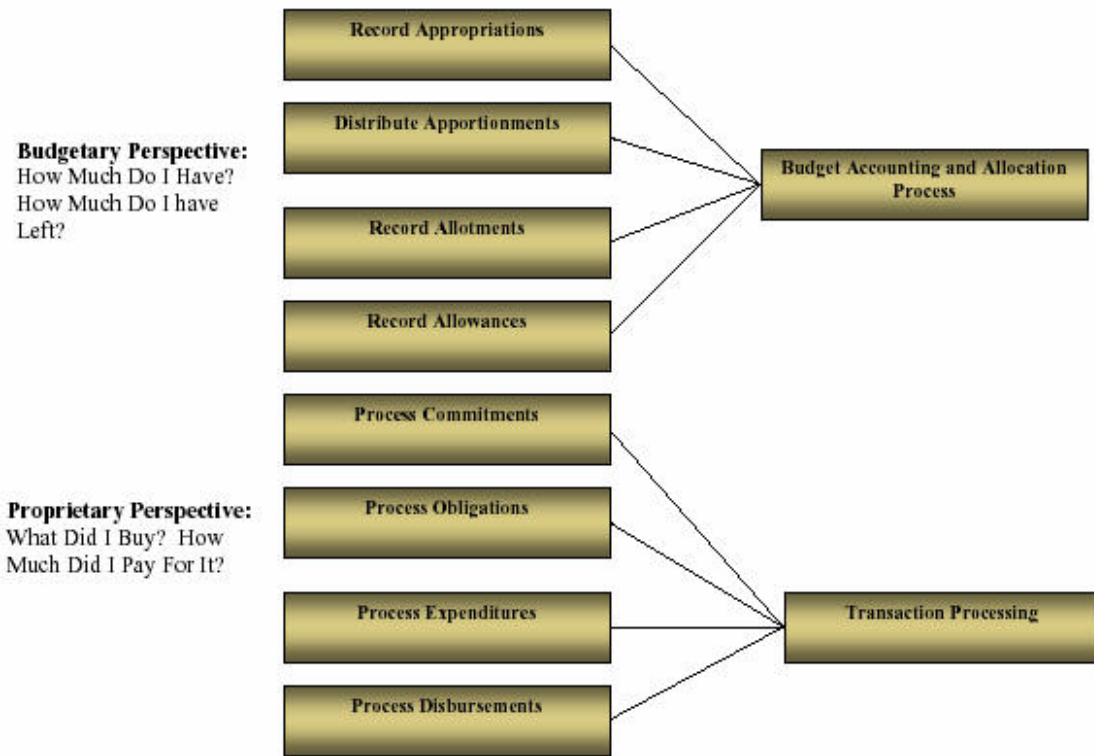 Record Appropriations
Distribute Apportionments
Budgetary Perspective:
How Much Do I Have?
How Much Do I have
Left?
Budget Accounting and Allocation
Process
Record Allotments
Record Allowances
Process Commitments
Proprietary Perspective:
What Did I Buy? How
Much Did I Pay For It?
Process Obligations
Process Expenditures
Transaction Processing
Process Disbursements